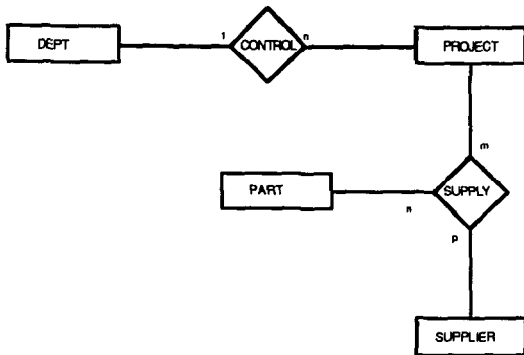 DEPT
1
CONTROL
n
PROJECT
m
PART
n
SUPPLY
p
SUPPLIER